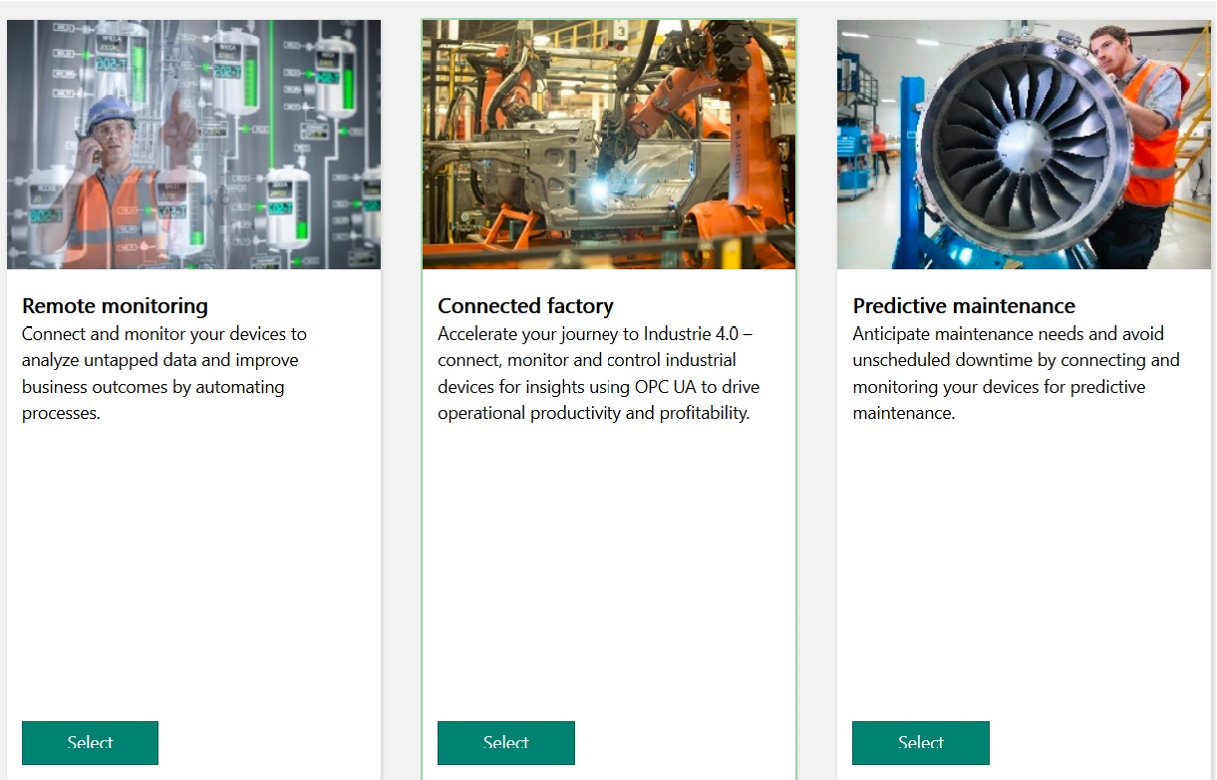 Remote monitoring
Connect and monitor your devices to
analyze untapped data and improve
business outcomes by automating
processes.
Select
3
Connected factory
Accelerate your journey to Industrie 4.0 –
connect, monitor and control industrial
devices for insights using OPC UA to drive
operational productivity and profitability.
Select
Predictive maintenance
Anticipate maintenance needs and avoid
unscheduled downtime by connecting and
monitoring your devices for predictive
maintenance.
Select